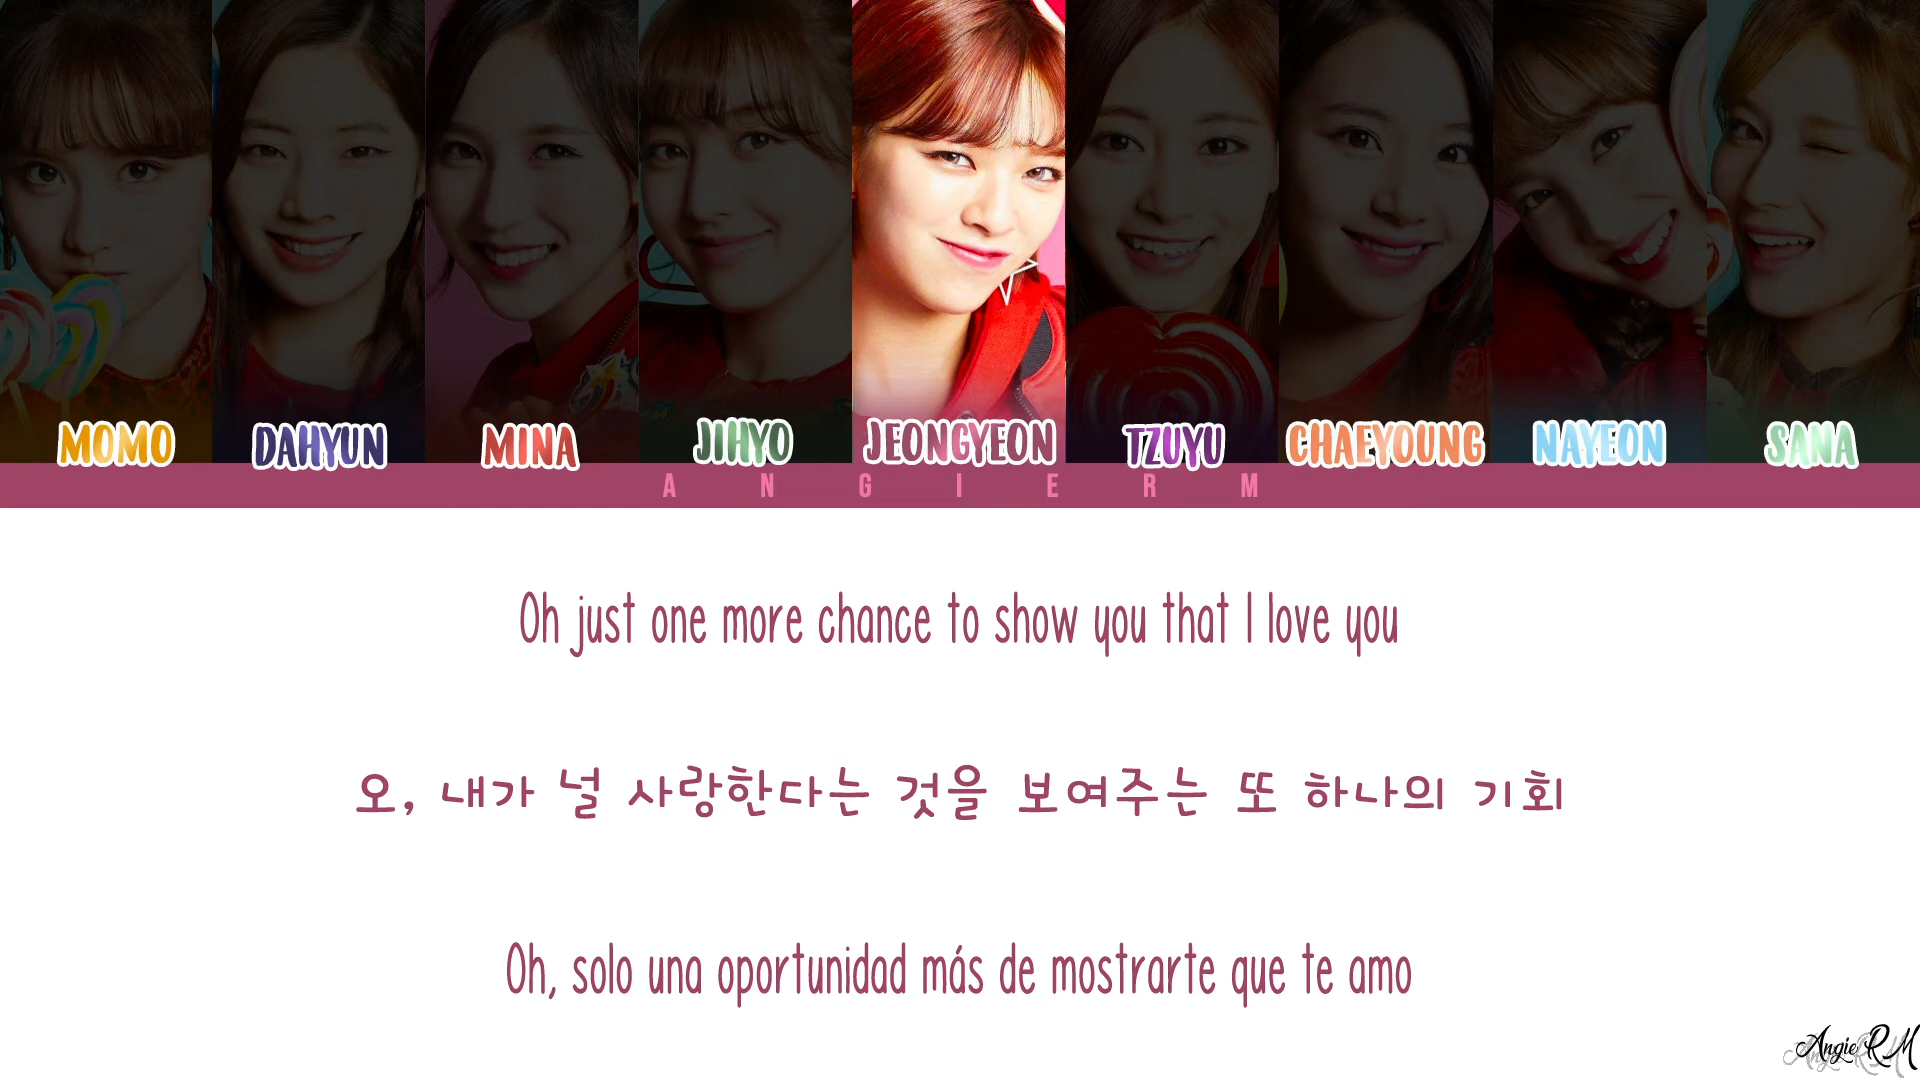 MOMO DAHYUN MINA JIHYO JEONGYEON TZUYU CHAEYOUNG NAYEON SANA
ANGIERM
Oh just one more chance to show you that I love you
오, 내가 널 사랑한다는 것을 보여주는 또 하나의 기회
Oh, solo una oportunidad más de mostrarte que te amo
Angie RM